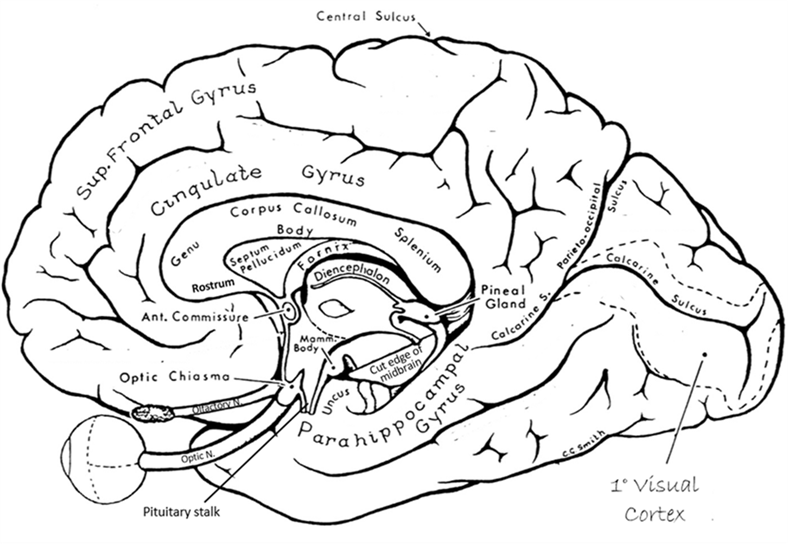 Central Sulcus
Sup. Frontal Gyrus
Cingulate Gyrus
Corpus Callosum
Body
Genu
Splenium
Septum
Pellucidum
Fornix
Diencephalon
Rostrum
Parieto-occipital
Sulcus
Calcarine
Sulcus
Pineal
Gland
Calcarine S.
Ant. Commissure
Mamm.
Body
Cut edge of
midbrain
Optic Chiasma
Uncus
Olfactory N.
Parahippocampal
Gyrus
Optic N.
CG Smith
Pituitary stalk
1° Visual
Cortex